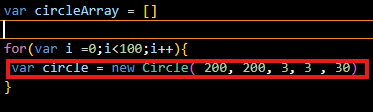 var circleArray = []
for(var i =0;i<100;i++){
var circle = new Circle( 200, 200, 3, 3 , 30)
}